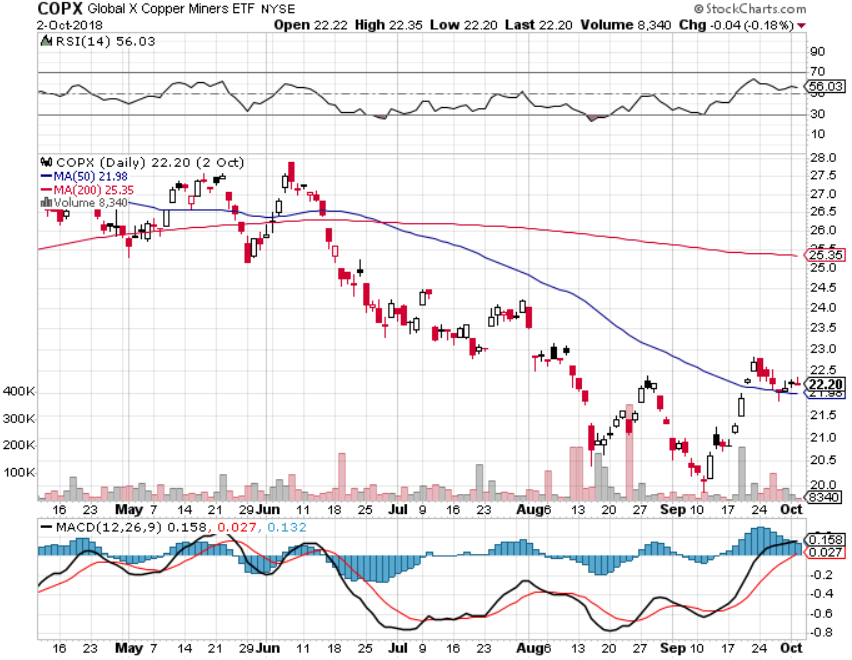 COPX Global X Copper Miners ETF NYSE © StockCharts.com
2-Oct-2018 Open 22.22 High 22.35 Low 22.20 Last 22.20 Volume 8,340 Chg -0.04 (-0.18%)
RSI(14) 56.03
90
70
56.03
30
10
COPX (Daily) 22.20 (2 Oct)
MA(50) 21.98
MA(200) 25.35
Volume 8,340
28.0
27.5
27.0
26.5
26.0
25.35
25.0
24.5
24.0
23.5
23.0
22.5
22.20
21.98
21.5
21.0
20.5
20.0
400K
300K
200K
100K
8340
16 23 May 7 14 21 29 Jun 11 18 25 Jul 9 16 23 Aug 6 13 20 27 Sep 10 17 24 Oct
MACD(12,26,9) 0.158, 0.027, 0.132
0.158
0.027
-0.2
-0.4
-0.6
-0.8
16 23 May 7 14 21 29 Jun 11 18 25 Jul 9 16 23 Aug 6 13 20 27 Sep 10 17 24 Oct